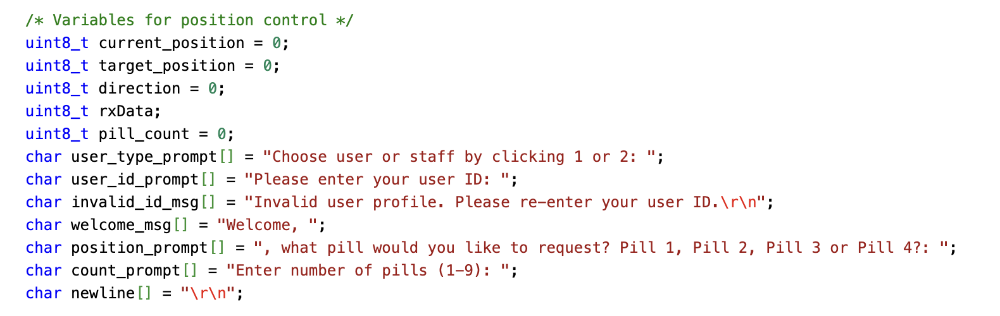 /* Variables for position control */
uint8_t current_position = 0;
uint8_t target_position = 0;
uint8_t direction = 0;
uint8_t rxData;
uint8_t pill_count = 0;
char user_type_prompt[] = "Choose user or staff by clicking 1 or 2: ";
char user_id_prompt[] = "Please enter your user ID: ";
char invalid_id_msg[] = "Invalid user profile. Please re-enter your user ID.\r\n";
char welcome_msg[] = "Welcome, ";
char position_prompt[] = ", what pill would you like to request? Pill 1, Pill 2, Pill 3 or Pill 4?: ";
char count_prompt[] = "Enter number of pills (1-9): ";
char newline[] = "\r\n";